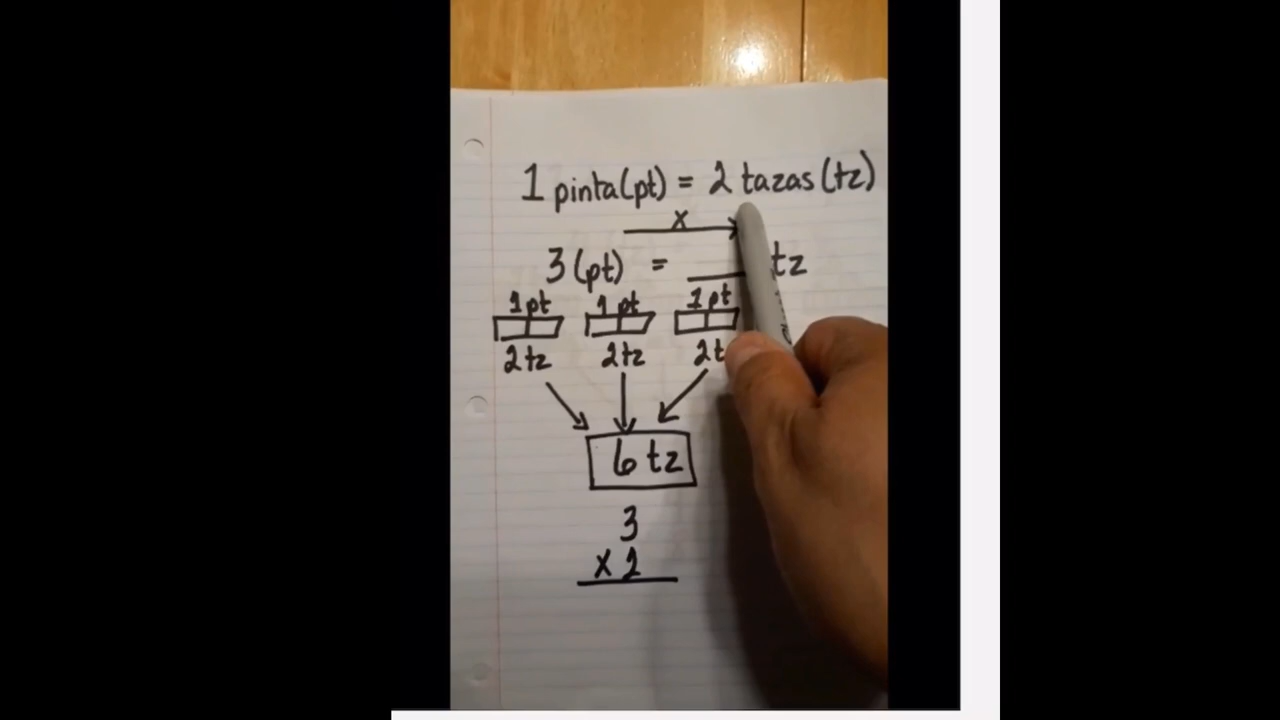 1 pinta(pt) = 2 tazas (tz)
x
3 (pt) = ___ tz
1 pt 1 pt 1 pt
2 tz 2 tz 2 t
6 tz
3
x 2